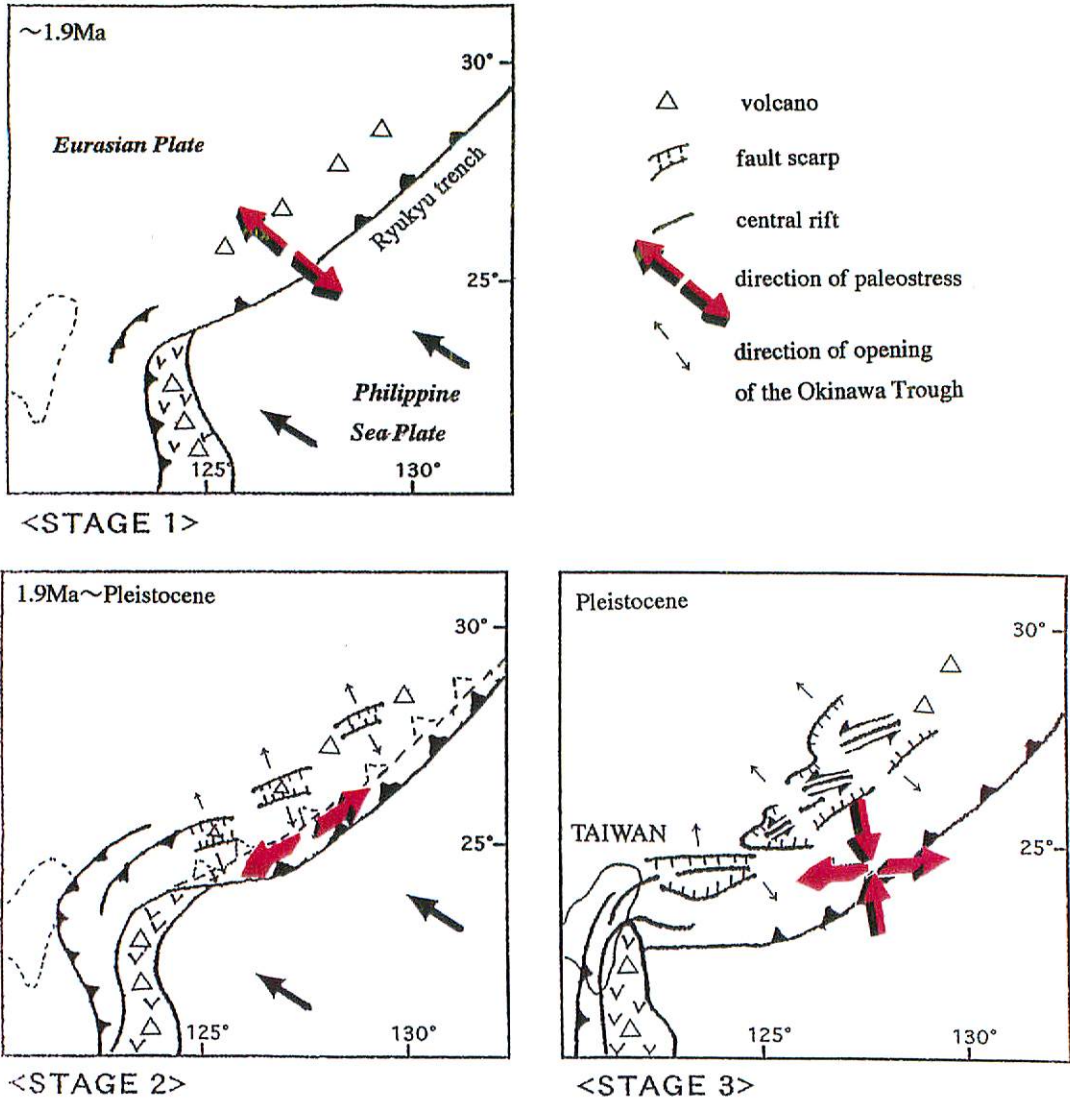 ~1.9Ma
30°
Eurasian Plate
Ryukyu trench
25°
Philippine
Sea Plate
125°
130°
<STAGE 1>
volcano
fault scarp
central rift
direction of paleostress
direction of opening
of the Okinawa Trough
1.9Ma~Pleistocene
30°
25°
125°
130°
<STAGE 2>
Pleistocene
30°
TAIWAN
25°
125°
130°
<STAGE 3>